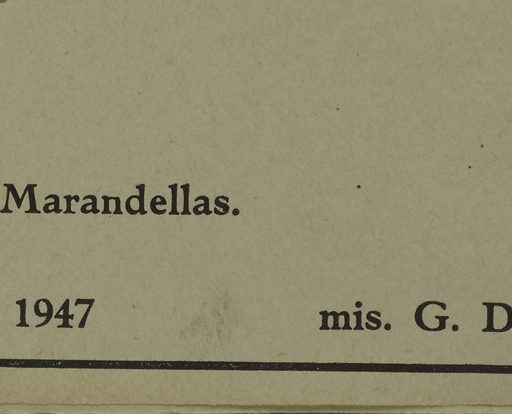 Marandellas.
1947 mis. G. D